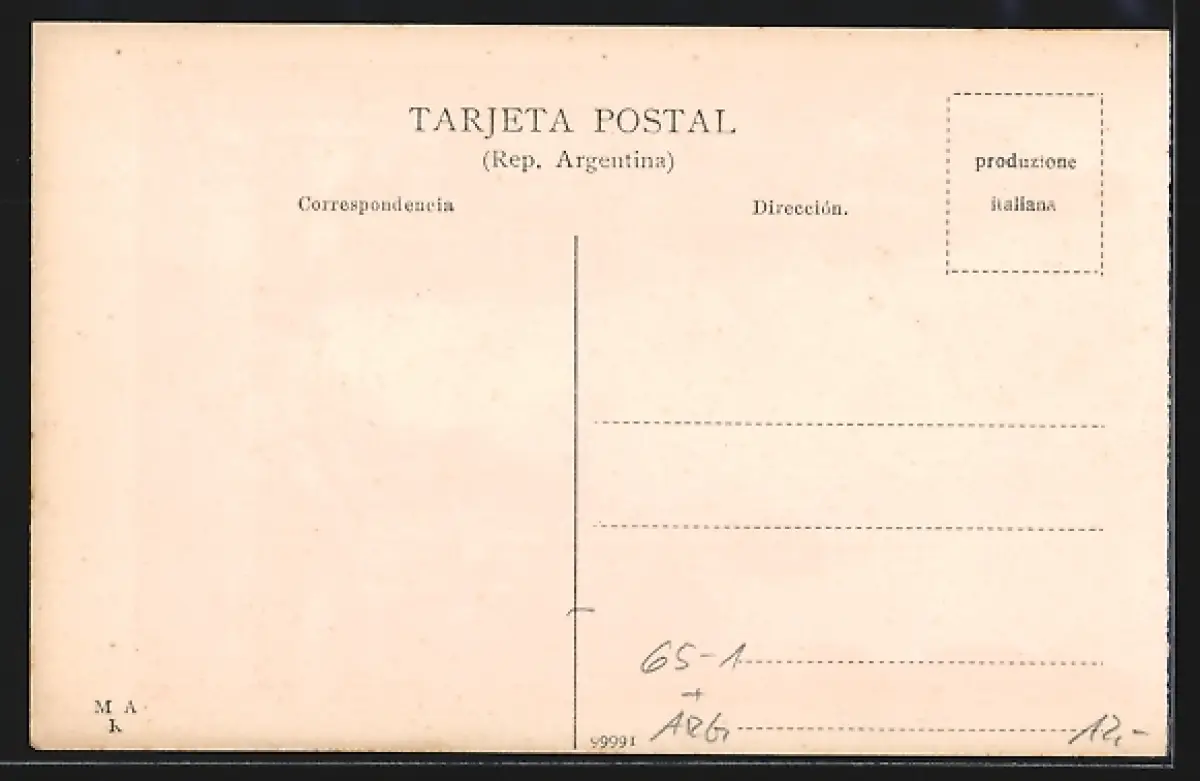 TARJETA POSTAL
(Rep. Argentina)
Correspondencia
Dirección.
produzione
italiana
65-1
+
ARG,
12,-
M A
K
99991